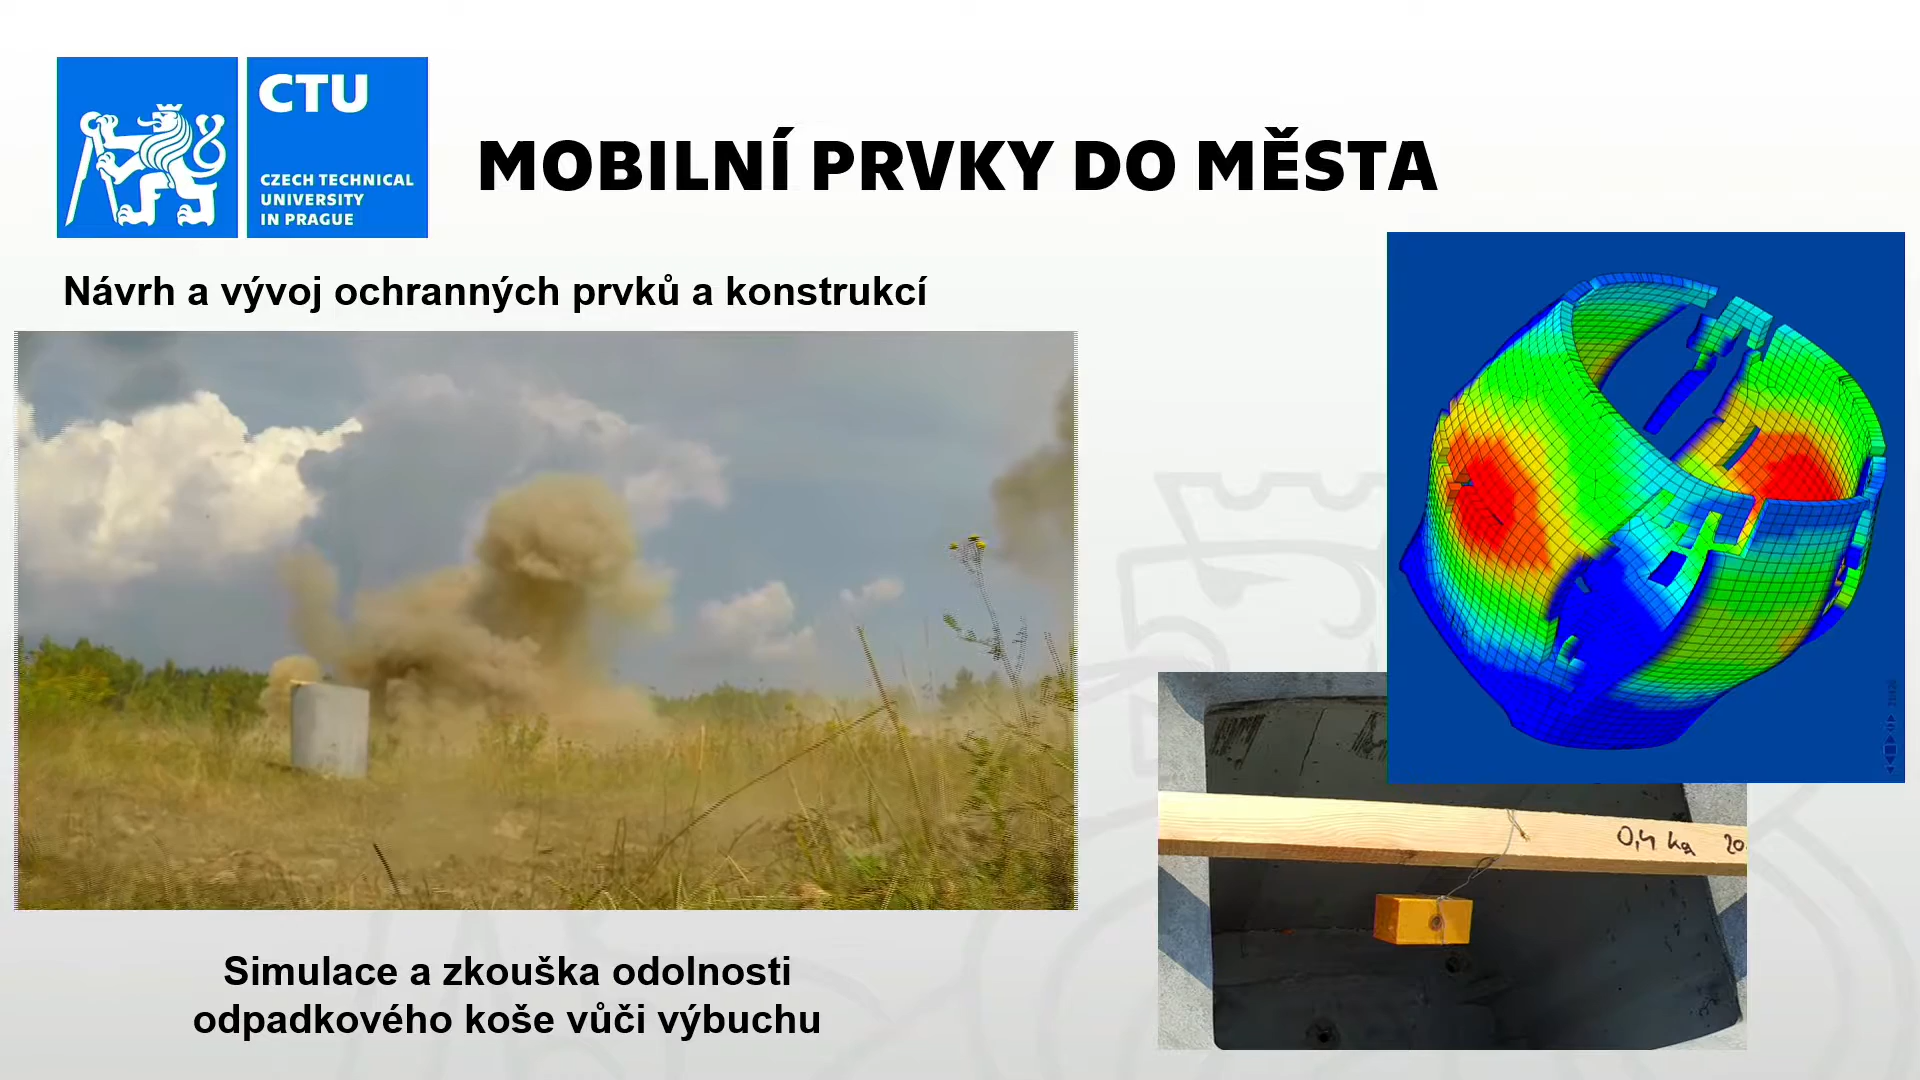 CTU
CZECH TECHNICAL
UNIVERSITY
IN PRAGUE
MOBILNÍ PRVKY DO MĚSTA
Návrh a vývoj ochranných prvků a konstrukcí
0,4 kg 20
Simulace a zkouška odolnosti
odpadkového koše vůči výbuchu